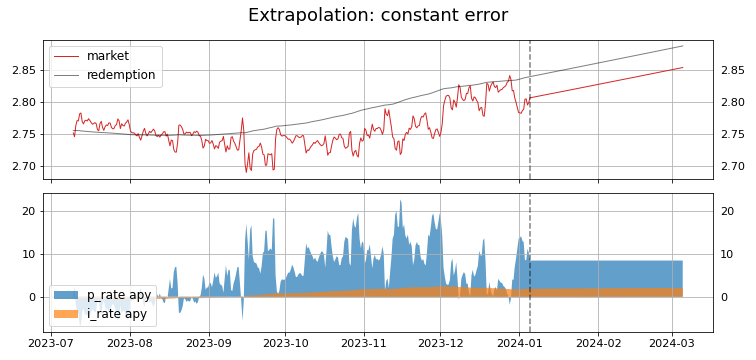 Extrapolation: constant error
market
redemption
2.85
2.80
2.75
2.70
2.85
2.80
2.75
2.70
20
10
0
20
10
0
p_rate apy
i_rate apy
2023-07 2023-08 2023-09 2023-10 2023-11 2023-12 2024-01 2024-02 2024-03